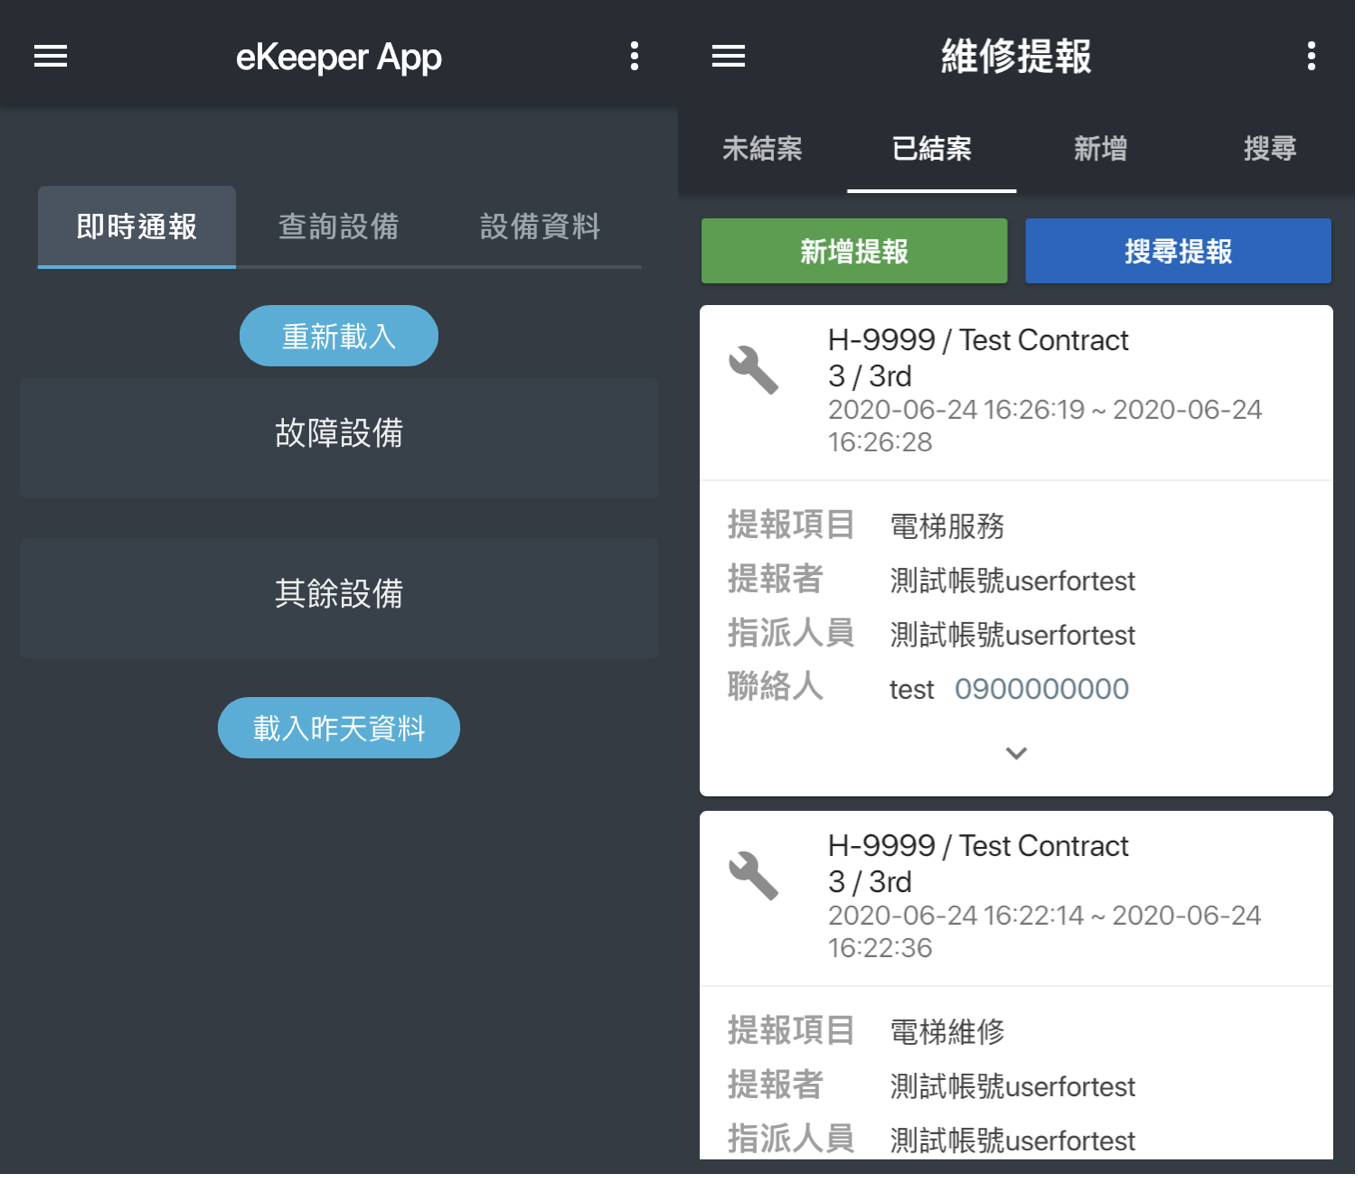 eKeeper App
即時通報 查詢設備 設備資料
重新載入
故障設備
其餘設備
載入昨天資料
維修提報
未結案 已結案 新增 搜尋
新增提報 搜尋提報
H-9999 / Test Contract
3 / 3rd
2020-06-24 16:26:19 ~ 2020-06-24
16:26:28
提報項目 電梯服務
提報者 測試帳號userfortest
指派人員 測試帳號userfortest
聯絡人 test 0900000000
H-9999 / Test Contract
3 / 3rd
2020-06-24 16:22:14 ~ 2020-06-24
16:22:36
提報項目 電梯維修
提報者 測試帳號userfortest
指派人員 測試帳號userfortest